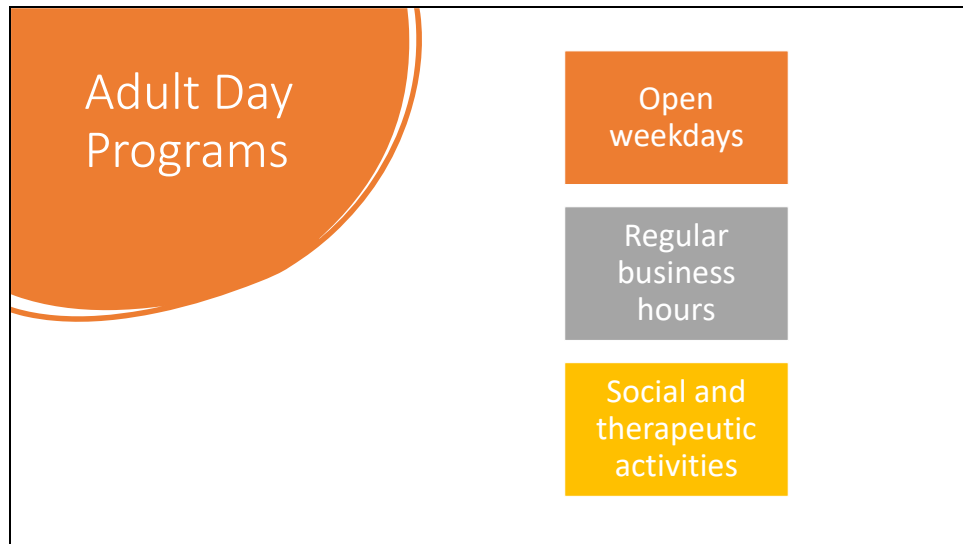 Adult Day
Programs
Open
weekdays
Regular
business
hours
Social and
therapeutic
activities